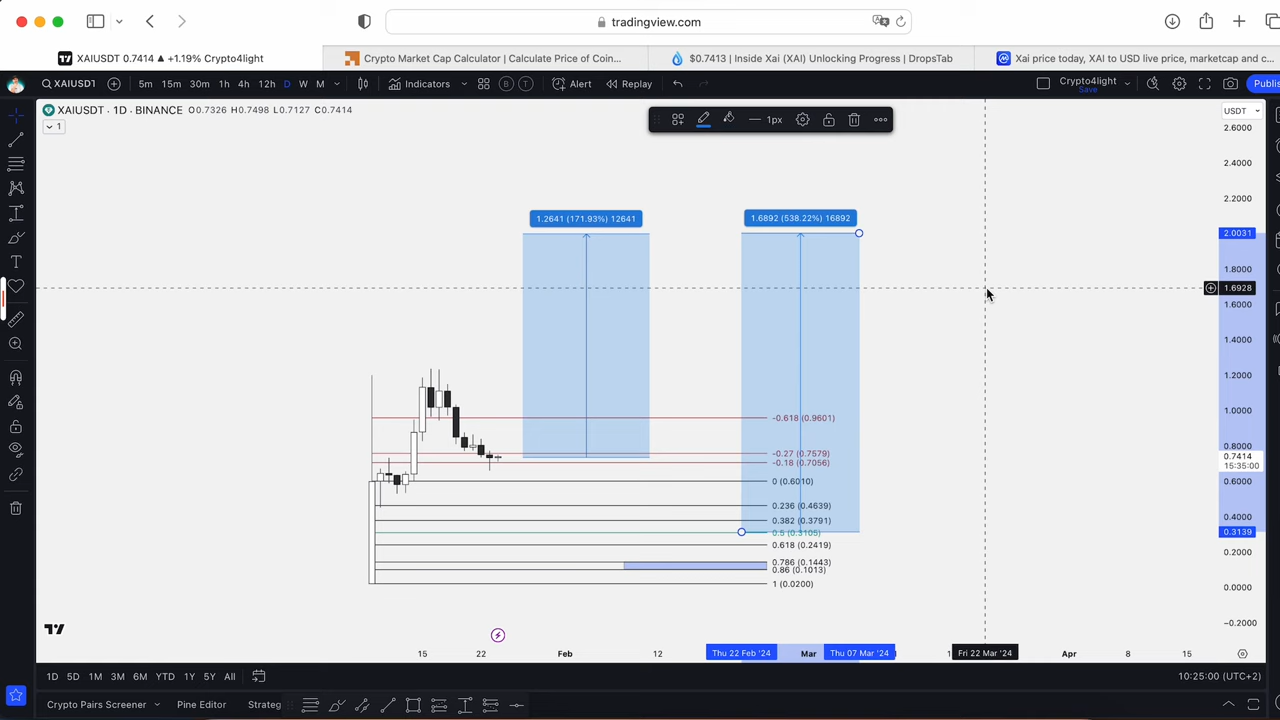 tradingview.com
XAIUSDT 0.7414 ▲ +1.19% Crypto4light
Crypto Market Cap Calculator | Calculate Price of Coin...
$0.7413 | Inside Xai (XAI) Unlocking Progress | DropsTab
Xai price today, XAI to USD live price, marketcap and c...
XAIUSD1
5m 15m 30m 1h 4h 12h D W M
Indicators
B T
Alert
Replay
Crypto4light
Save
Publis
XAIUSDT · 1D · BINANCE O0.7326 H0.7498 L0.7127 C0.7414
1
1px
USDT
2.6000
2.4000
2.2000
1.2641 (171.93%) 12641
1.6892 (538.22%) 16892
2.0031
1.8000
1.6928
1.6000
1.4000
1.2000
1.0000
-0.618 (0.9601)
0.8000
-0.27 (0.7579)
0.7414
-0.18 (0.7056)
15:35:00
0 (0.6010)
0.6000
0.236 (0.4639)
0.382 (0.3791)
0.4000
0.5 (0.3105)
0.3139
0.618 (0.2419)
0.2000
0.786 (0.1443)
0.86 (0.1013)
1 (0.0200)
0.0000
-0.2000
15 22 Feb 12 Thu 22 Feb '24 Mar Thu 07 Mar '24 Fri 22 Mar '24 Apr 8 15
1D 5D 1M 3M 6M YTD 1Y 5Y All
10:25:00 (UTC+2)
Crypto Pairs Screener Pine Editor Strateg